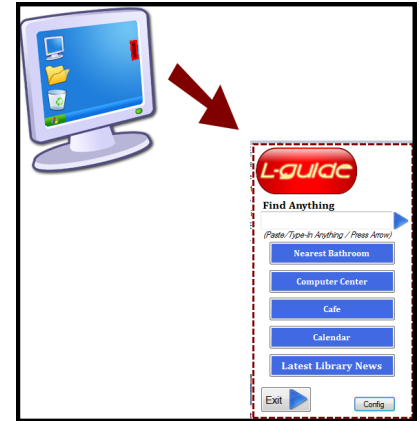 L-guide
Find Anything
(Paste/Type-In Anything / Press Arrow)
Nearest Bathroom
Computer Center
Cafe
Calendar
Latest Library News
Exit
Config